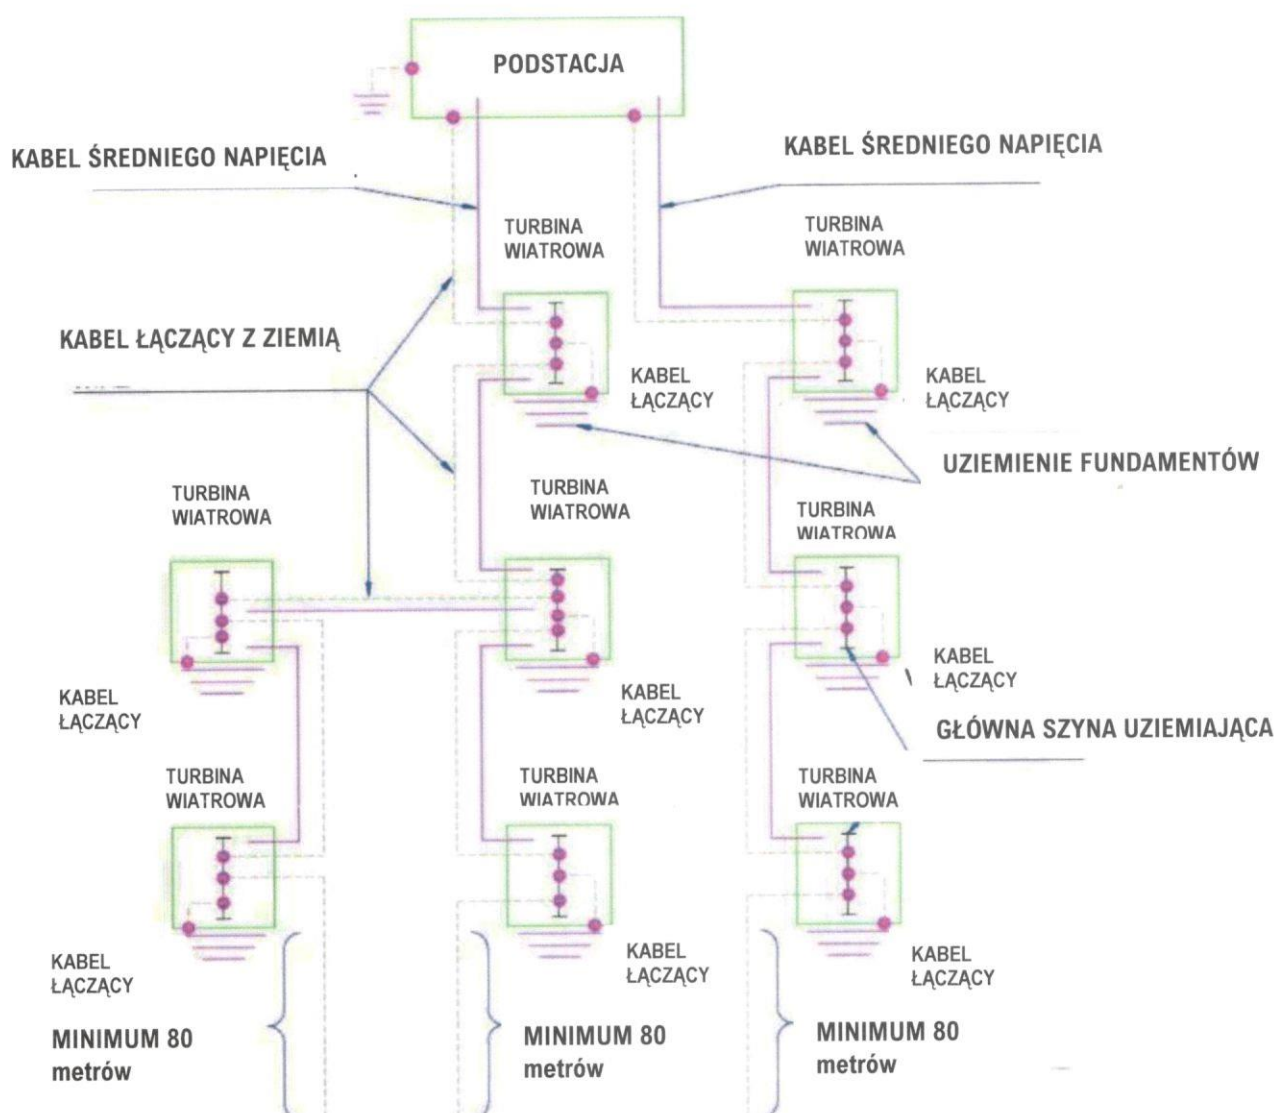 PODSTACJA
KABEL ŚREDNIEGO NAPIĘCIA
KABEL ŚREDNIEGO NAPIĘCIA
TURBINA
WIATROWA
TURBINA
WIATROWA
KABEL ŁĄCZĄCY Z ZIEMIĄ
KABEL
ŁĄCZĄCY
KABEL
ŁĄCZĄCY
UZIEMIENIE FUNDAMENTÓW
TURBINA
WIATROWA
TURBINA
WIATROWA
TURBINA
WIATROWA
KABEL
ŁĄCZĄCY
KABEL
ŁĄCZĄCY
KABEL
ŁĄCZĄCY
GŁÓWNA SZYNA UZIEMIAJĄCA
TURBINA
WIATROWA
TURBINA
WIATROWA
TURBINA
WIATROWA
KABEL
ŁĄCZĄCY
KABEL
ŁĄCZĄCY
KABEL
ŁĄCZĄCY
MINIMUM 80
metrów
MINIMUM 80
metrów
MINIMUM 80
metrów